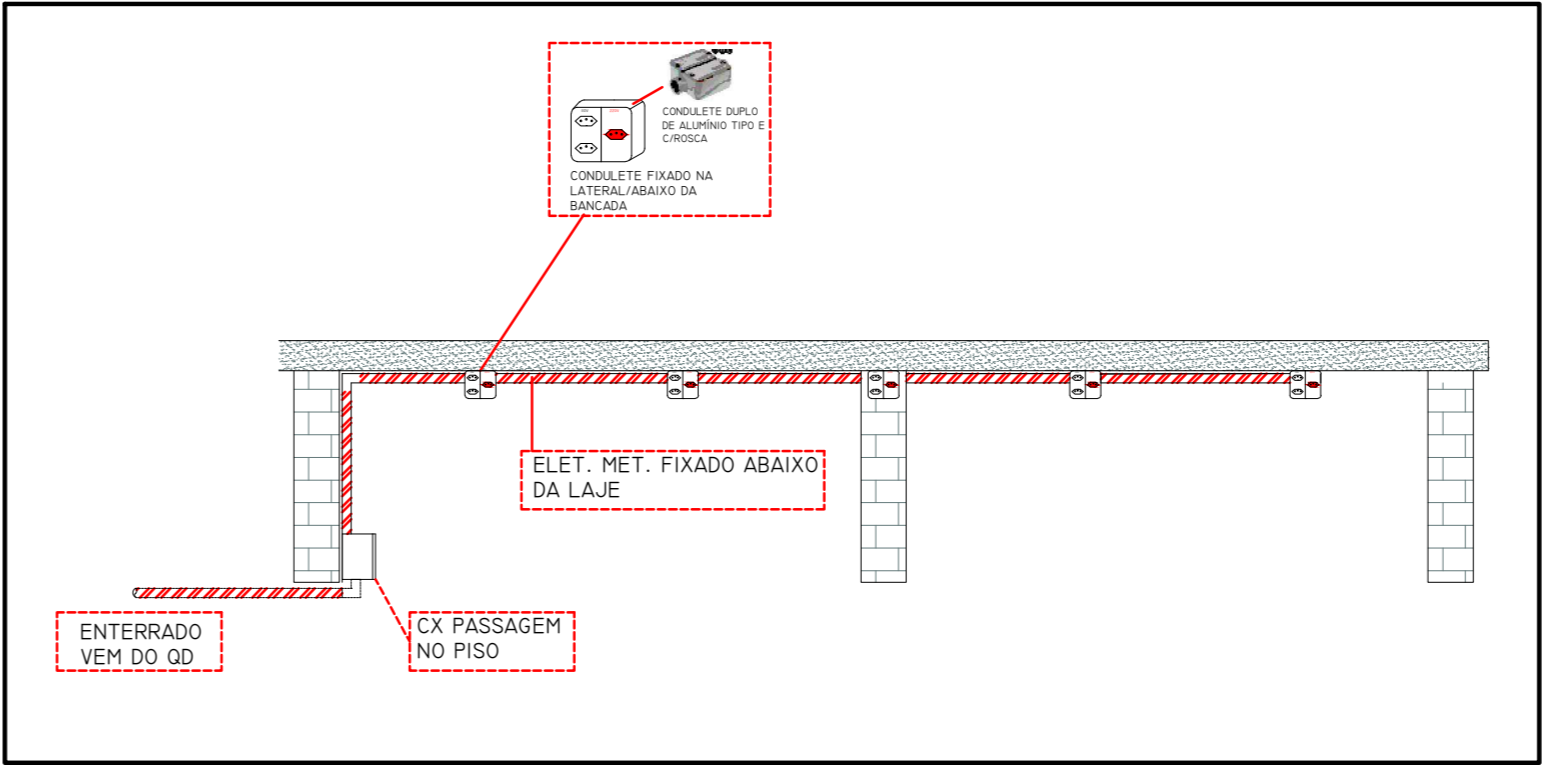 CONDULETE DUPLO
DE ALUMÍNIO TIPO E
C/ROSCA
CONDULETE FIXADO NA
LATERAL/ABAIXO DA
BANCADA
ELET. MET. FIXADO ABAIXO
DA LAJE
ENTERRADO
VEM DO QD
CX PASSAGEM
NO PISO